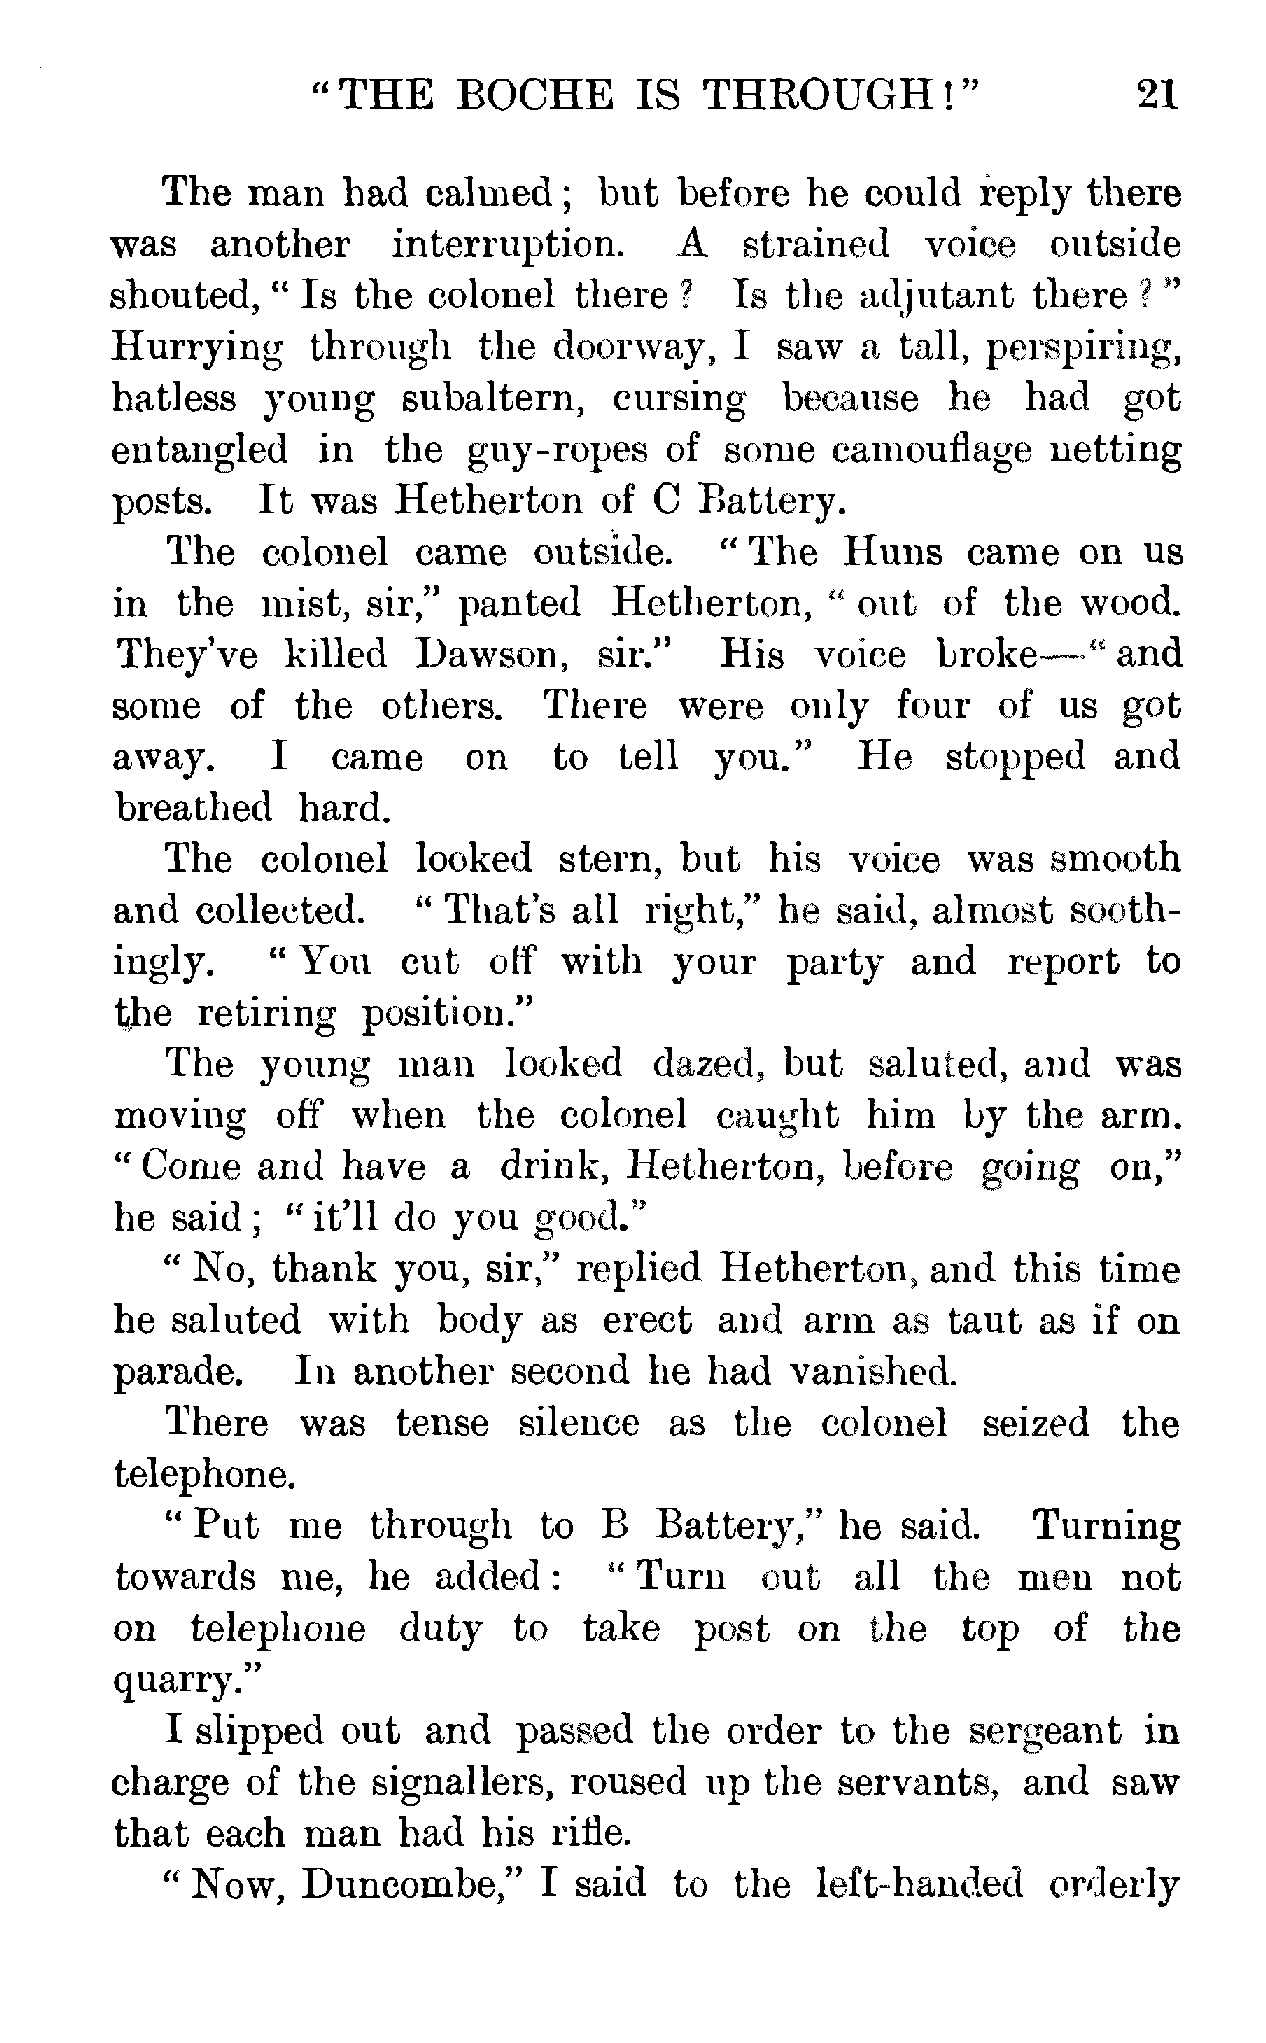 "THE BOCHE IS THROUGH!" 21
The man had calmed; but before he could reply there
was another interruption. A strained voice outside
shouted, "Is the colonel there? Is the adjutant there?"
Hurrying through the doorway, I saw a tall, perspiring,
hatless young subaltern, cursing because he had got
entangled in the guy-ropes of some camouflage netting
posts. It was Hetherton of C Battery.
The colonel came outside. "The Huns came on us
in the mist, sir," panted Hetherton, "out of the wood.
They've killed Dawson, sir." His voice broke—"and
some of the others. There were only four of us got
away. I came on to tell you." He stopped and
breathed hard.
The colonel looked stern, but his voice was smooth
and collected. "That's all right," he said, almost sooth-
ingly. "You cut off with your party and report to
the retiring position."
The young man looked dazed, but saluted, and was
moving off when the colonel caught him by the arm.
"Come and have a drink, Hetherton, before going on,"
he said; "it'll do you good."
"No, thank you, sir," replied Hetherton, and this time
he saluted with body as erect and arm as taut as if on
parade. In another second he had vanished.
There was tense silence as the colonel seized the
telephone.
"Put me through to B Battery," he said. Turning
towards me, he added: "Turn out all the men not
on telephone duty to take post on the top of the
quarry."
I slipped out and passed the order to the sergeant in
charge of the signallers, roused up the servants, and saw
that each man had his rifle.
"Now, Duncombe," I said to the left-handed orderly